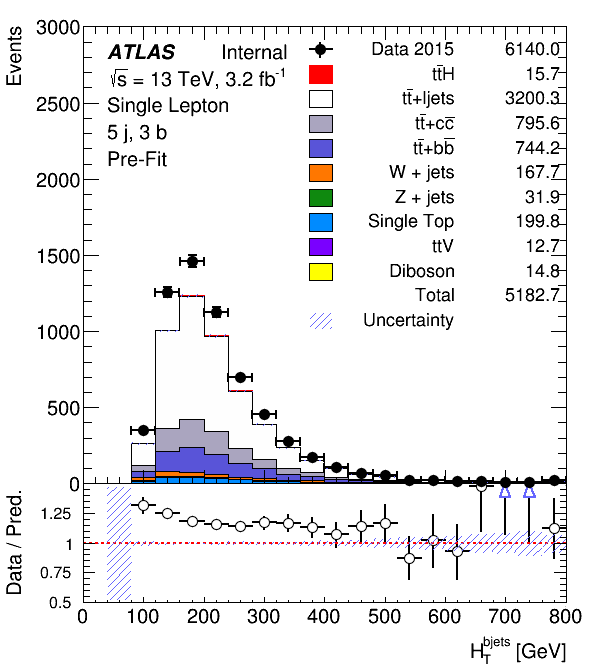 Events
3000
2500
2000
1500
1000
500
0
ATLAS Internal
√s = 13 TeV, 3.2 fb⁻¹
Single Lepton
5 j, 3 b
Pre-Fit
Data 2015 6140.0
tt̄H 15.7
tt̄+ljets 3200.3
tt̄+cc̄ 795.6
tt̄+bb̄ 744.2
W + jets 167.7
Z + jets 31.9
Single Top 199.8
ttV 12.7
Diboson 14.8
Total 5182.7
Uncertainty
Data / Pred.
1.25
1
0.75
0.5
0 100 200 300 400 500 600 700 800
H_T^bjets [GeV]